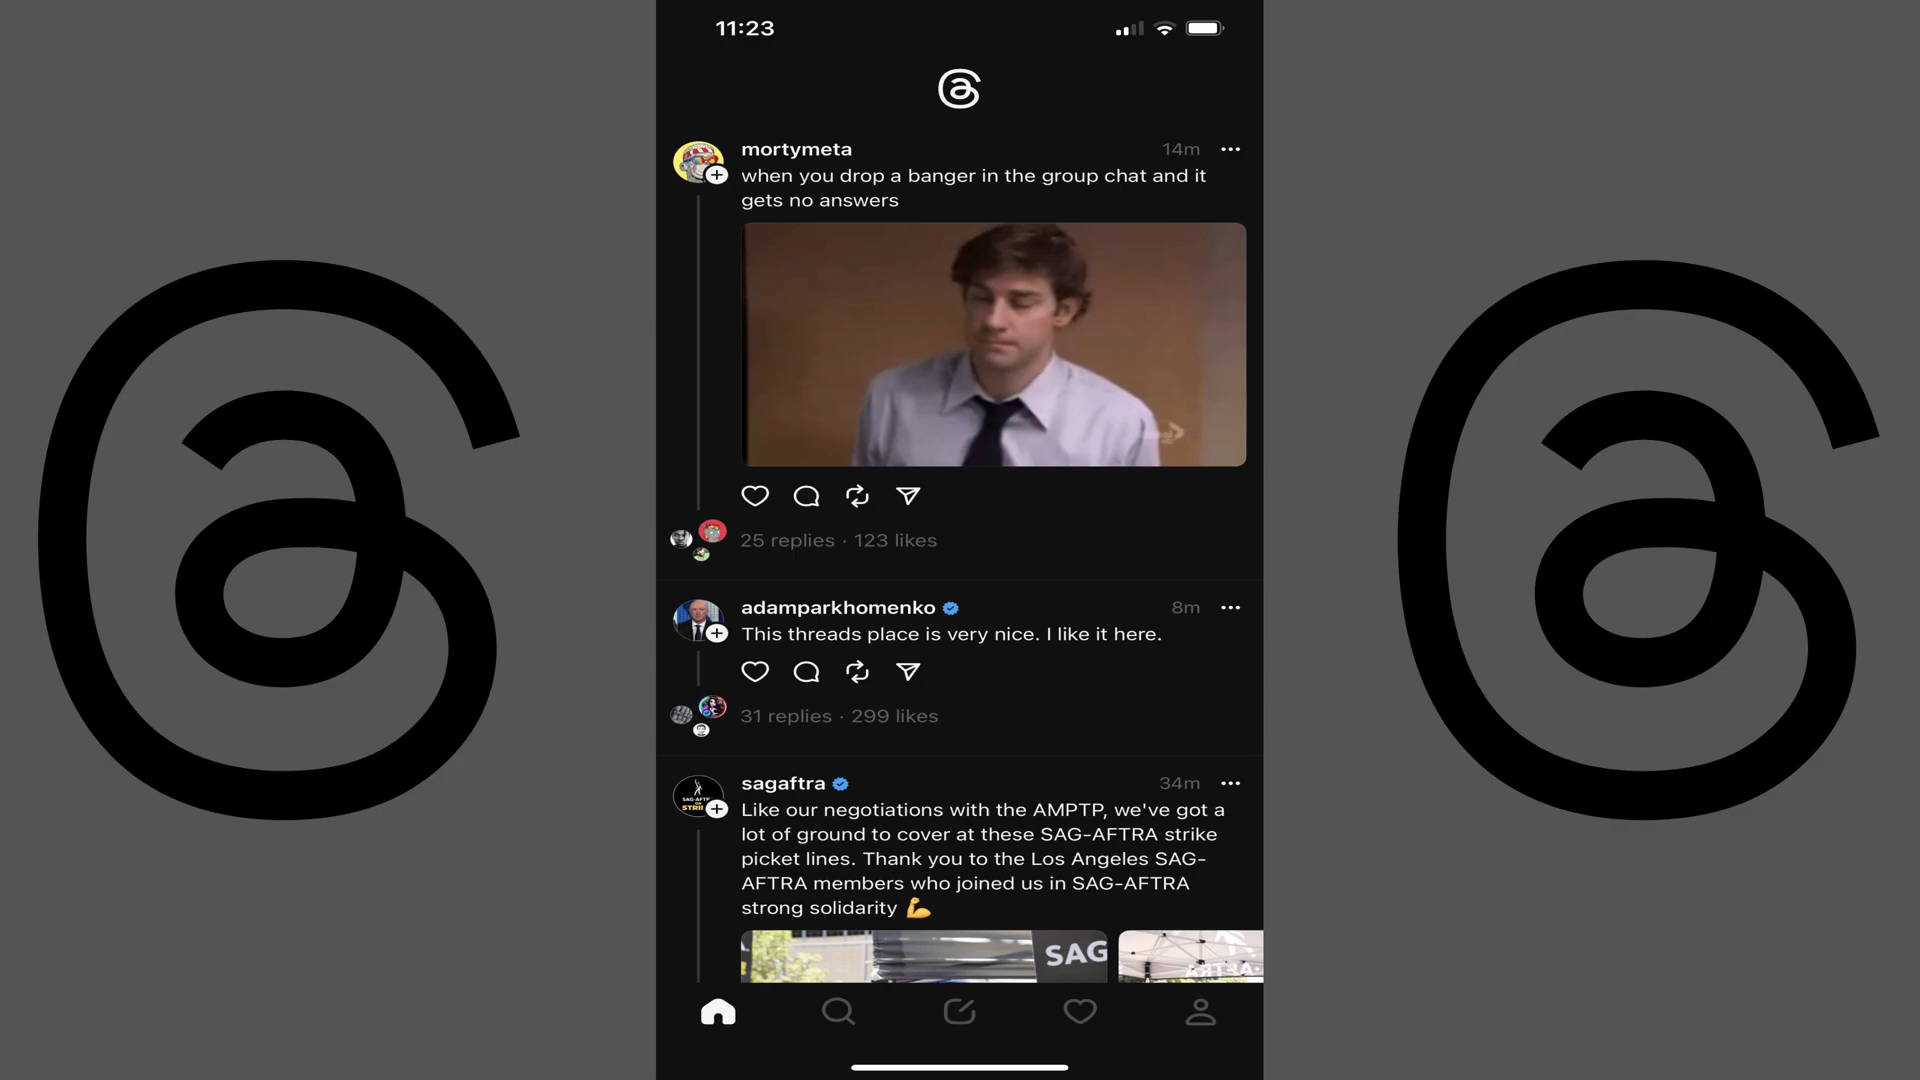 11:23
mortymeta 14m
when you drop a banger in the group chat and it
gets no answers
25 replies · 123 likes
adamparkhomenko 8m
This threads place is very nice. I like it here.
31 replies · 299 likes
sagaftra 34m
Like our negotiations with the AMPTP, we've got a
lot of ground to cover at these SAG-AFTRA strike
picket lines. Thank you to the Los Angeles SAG-
AFTRA members who joined us in SAG-AFTRA
strong solidarity 💪
SAG